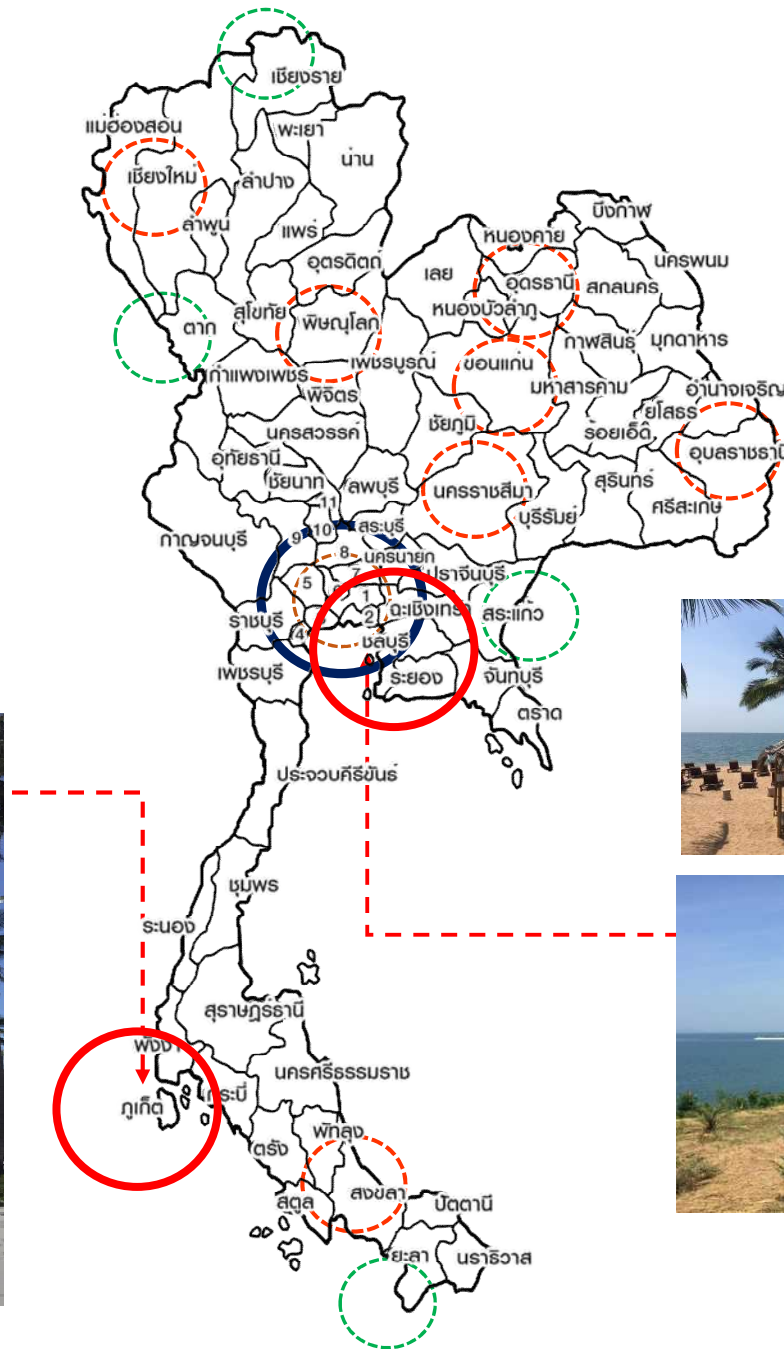 เชียงราย
แม่ฮ่องสอน
พะเยา
น่าน
เชียงใหม่
ลำปาง
ลำพูน
แพร่
อุตรดิตถ์
บึงกาฬ
หนองคาย
นครพนม
เลย
อุดรธานี
สกลนคร
หนองบัวลำภู
ตาก
สุโขทัย
พิษณุโลก
กาฬสินธุ์
มุกดาหาร
เพชรบูรณ์
ขอนแก่น
กำแพงเพชร
มหาสารคาม
อำนาจเจริญ
พิจิตร
ยโสธร
ชัยภูมิ
ร้อยเอ็ด
นครสวรรค์
อุบลราชธานี
อุทัยธานี
ชัยนาท
ลพบุรี
นครราชสีมา
สุรินทร์
ศรีสะเกษ
บุรีรัมย์
11
10
สระบุรี
9
กาญจนบุรี
8
นครนายก
7
ปราจีนบุรี
5
6
1
ฉะเชิงเทรา
สระแก้ว
ราชบุรี
2
4
ชลบุรี
เพชรบุรี
ระยอง
จันทบุรี
ตราด
ประจวบคีรีขันธ์
ชุมพร
ระนอง
สุราษฎร์ธานี
พังงา
นครศรีธรรมราช
กระบี่
ภูเก็ต
พัทลุง
ตรัง
สงขลา
สตูล
ปัตตานี
ยะลา
นราธิวาส